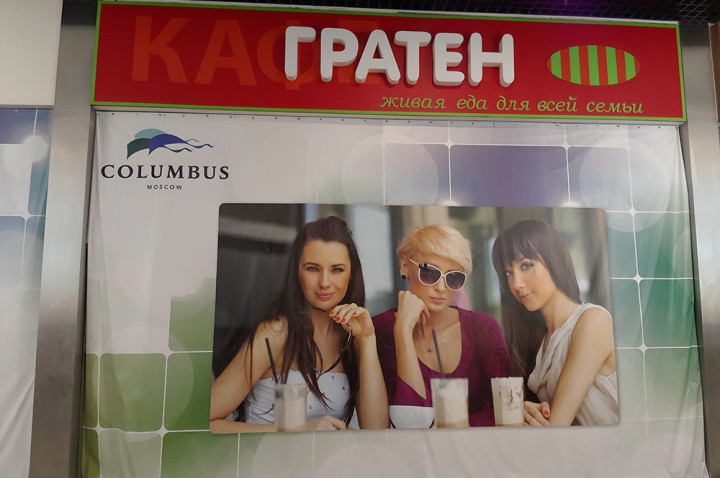 КАФЕ
ГРАТЕН
живая еда для всей семьи
COLUMBUS
MOSCOW